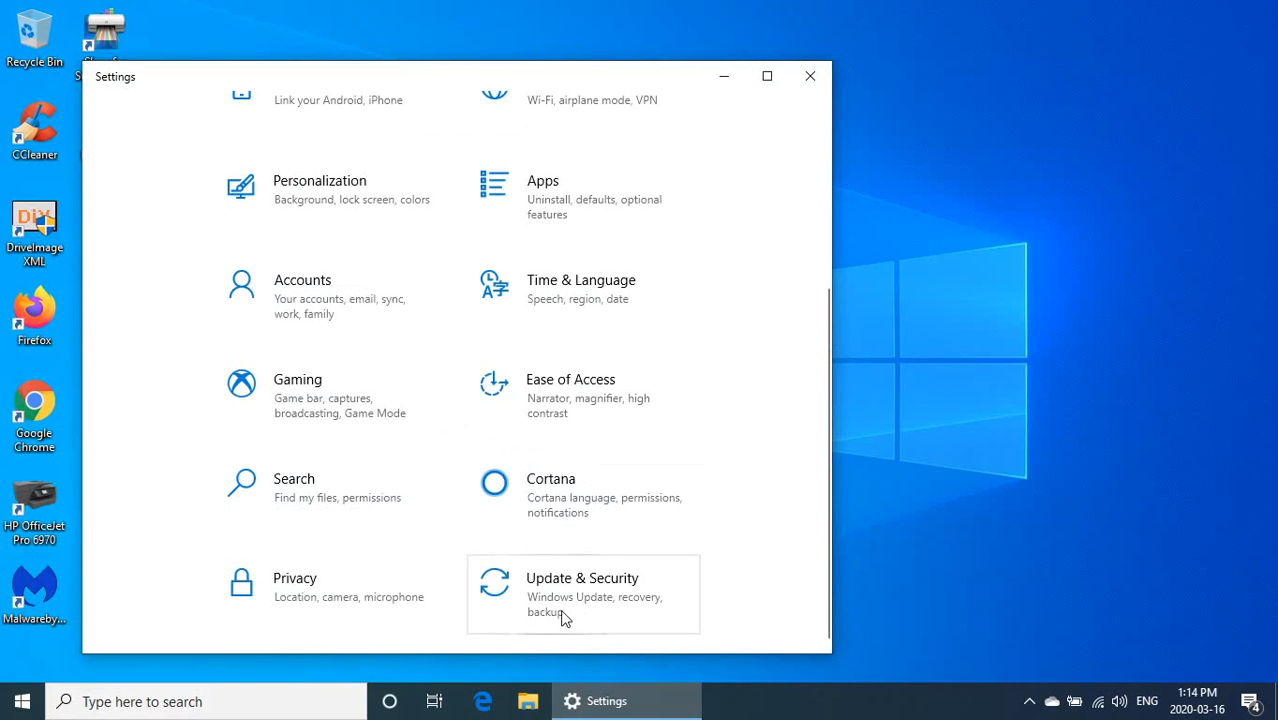 Recycle Bin
CCleaner
DriveImage
XML
Firefox
Google
Chrome
HP OfficeJet
Pro 6970
Malwareby...
Settings
Link your Android, iPhone
Wi-Fi, airplane mode, VPN
Personalization
Background, lock screen, colors
Apps
Uninstall, defaults, optional
features
Accounts
Your accounts, email, sync,
work, family
Time & Language
Speech, region, date
Gaming
Game bar, captures,
broadcasting, Game Mode
Ease of Access
Narrator, magnifier, high
contrast
Search
Find my files, permissions
Cortana
Cortana language, permissions,
notifications
Privacy
Location, camera, microphone
Update & Security
Windows Update, recovery,
backup
Type here to search
Settings
ENG
1:14 PM
2020-03-16
4